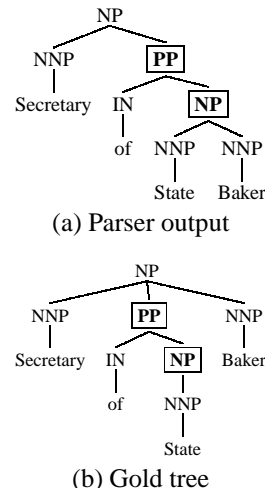 NP
NNP PP
Secretary IN NP
of NNP NNP
State Baker
(a) Parser output
NP
NNP PP NNP
Secretary IN NP Baker
of NNP
State
(b) Gold tree